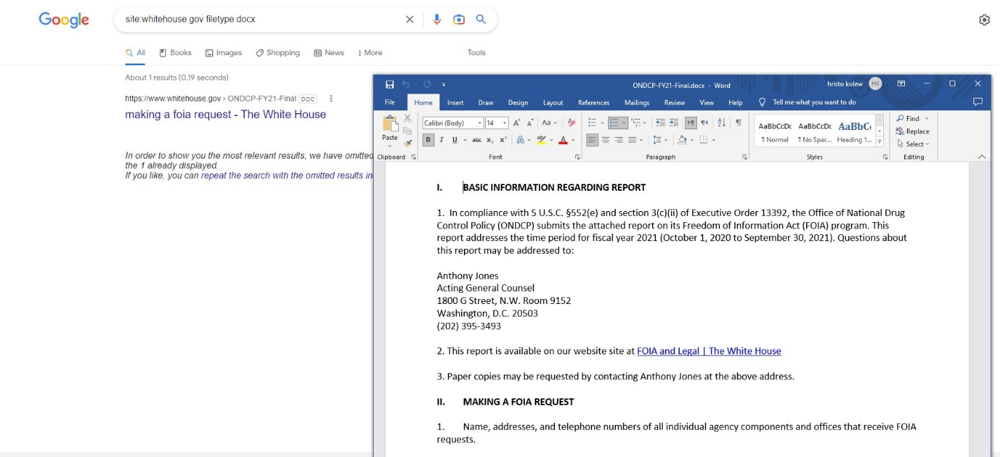 Google
site:whitehouse.gov filetype:docx
All Books Images Shopping News More Tools
About 1 results (0,19 seconds)
https://www.whitehouse.gov › ONDCP-FY21-Final DOC
making a foia request - The White House
In order to show you the most relevant results, we have omitted
the 1 already displayed.
If you like, you can repeat the search with the omitted results in
ONDCP-FY21-Final.docx - Word
hristo kolew HK
File Home Insert Draw Design Layout References Mailings Review View Help Tell me what you want to do
Paste
Calibri (Body) 14 A A Aa
B I U abc x₂ x² A A
Clipboard Font Paragraph Styles Editing
AaBbCcDc AaBbCcDc AaBbC
¶ Normal ¶ No Spac... Heading 1...
Find
Replace
Select
I. BASIC INFORMATION REGARDING REPORT
1. In compliance with 5 U.S.C. §552(e) and section 3(c)(ii) of Executive Order 13392, the Office of National Drug
Control Policy (ONDCP) submits the attached report on its Freedom of Information Act (FOIA) program. This
report addresses the time period for fiscal year 2021 (October 1, 2020 to September 30, 2021). Questions about
this report may be addressed to:
Anthony Jones
Acting General Counsel
1800 G Street, N.W. Room 9152
Washington, D.C. 20503
(202) 395-3493
2. This report is available on our website site at FOIA and Legal | The White House
3. Paper copies may be requested by contacting Anthony Jones at the above address.
II. MAKING A FOIA REQUEST
1. Name, addresses, and telephone numbers of all individual agency components and offices that receive FOIA
requests.